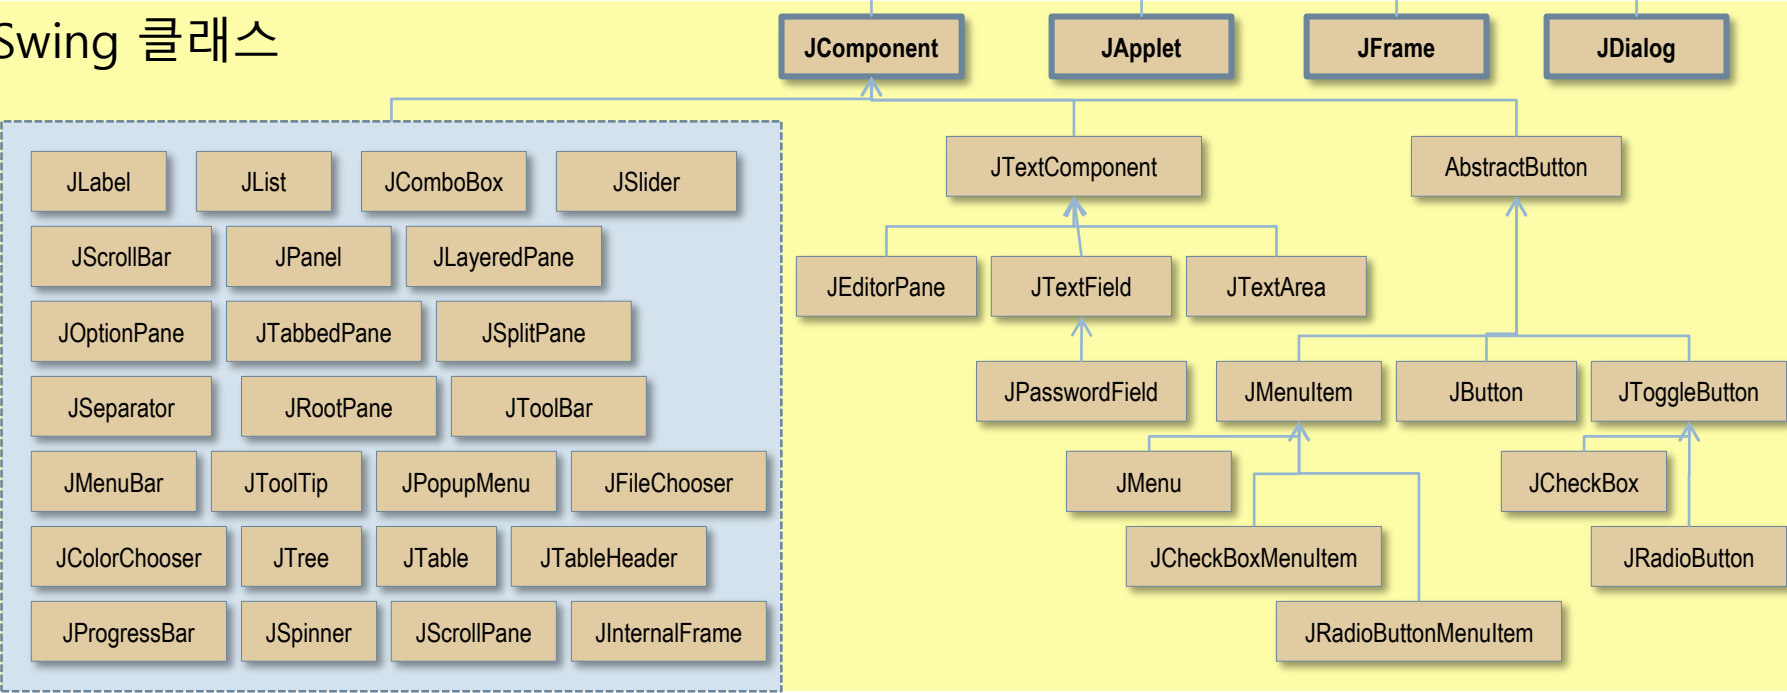 Swing 클래스
JComponent
JApplet
JFrame
JDialog
JLabel
JList
JComboBox
JSlider
JScrollBar
JPanel
JLayeredPane
JOptionPane
JTabbedPane
JSplitPane
JSeparator
JRootPane
JToolBar
JMenuBar
JToolTip
JPopupMenu
JFileChooser
JColorChooser
JTree
JTable
JTableHeader
JProgressBar
JSpinner
JScrollPane
JInternalFrame
JTextComponent
AbstractButton
JEditorPane
JTextField
JTextArea
JPasswordField
JMenuItem
JButton
JToggleButton
JMenu
JCheckBox
JCheckBoxMenuItem
JRadioButton
JRadioButtonMenuItem